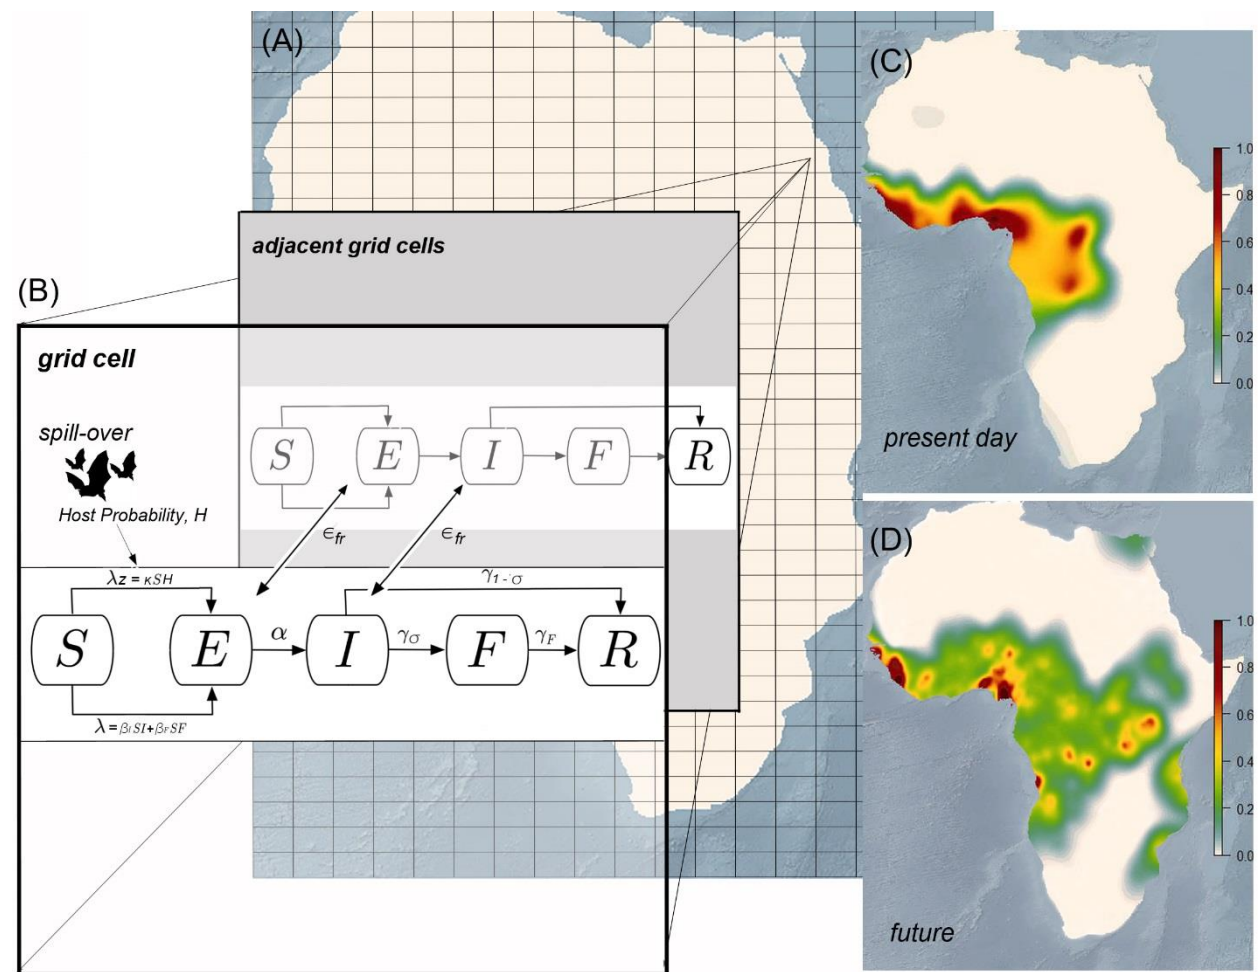 (A)
adjacent grid cells
S E I F R
ϵfr ϵfr
(B)
grid cell
spill-over
Host Probability, H
λz = κSH
γ1-σ
S E α I γσ F γF R
λ = βISI+βFSF
(C)
1.0
0.8
0.6
0.4
0.2
0.0
present day
(D)
1.0
0.8
0.6
0.4
0.2
0.0
future